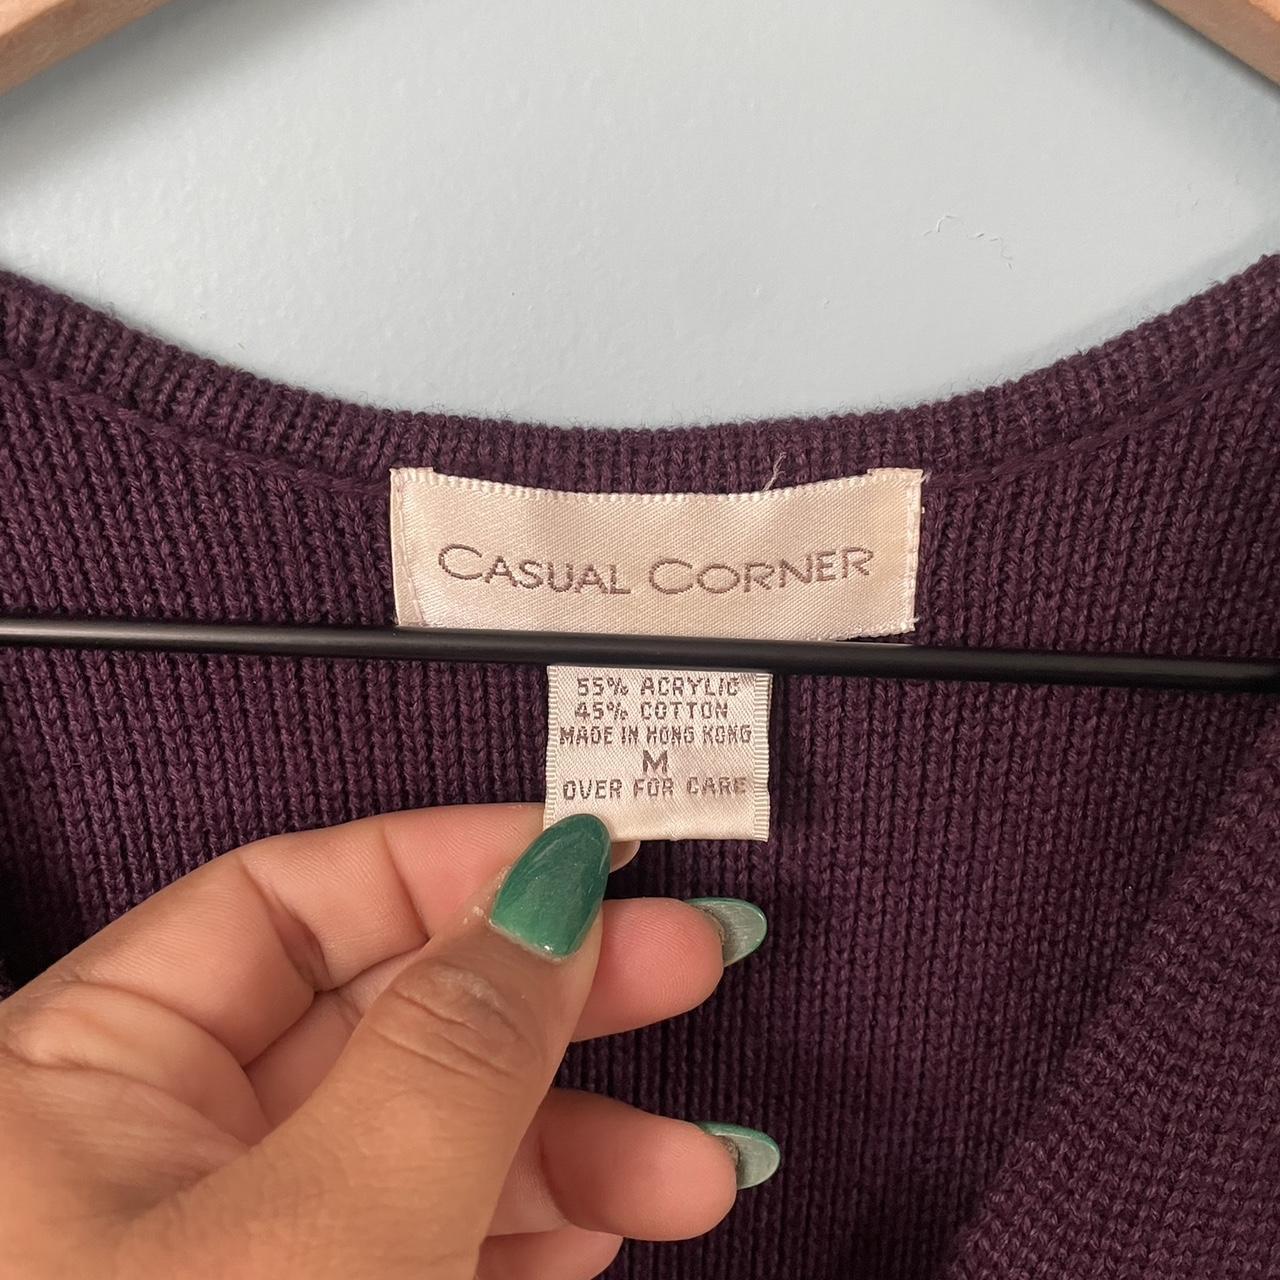 CASUAL CORNER
55% ACRYLIC
45% COTTON
MADE IN HONG KONG
M
OVER FOR CARE